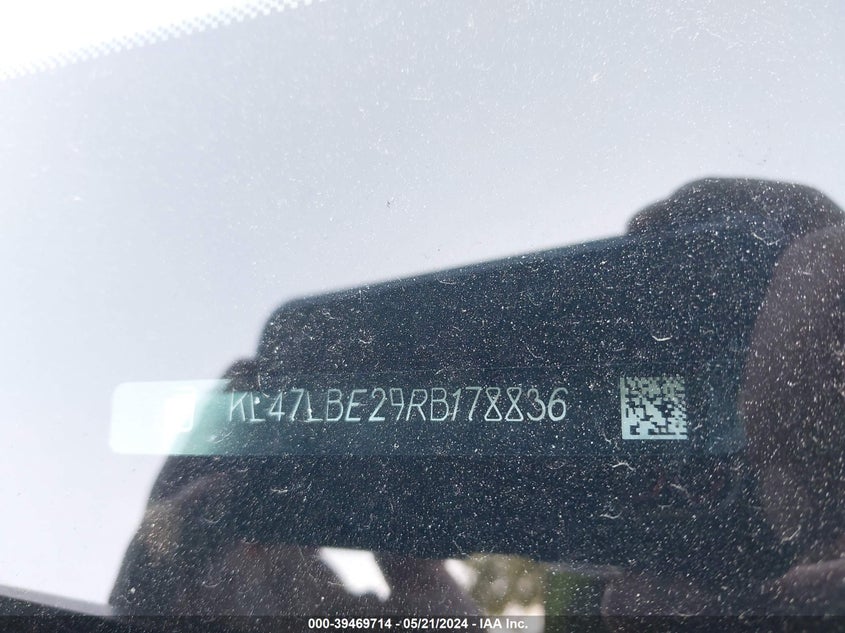 KL47LBE29RB178836
000-39469714 - 05/21/2024 - IAA Inc.